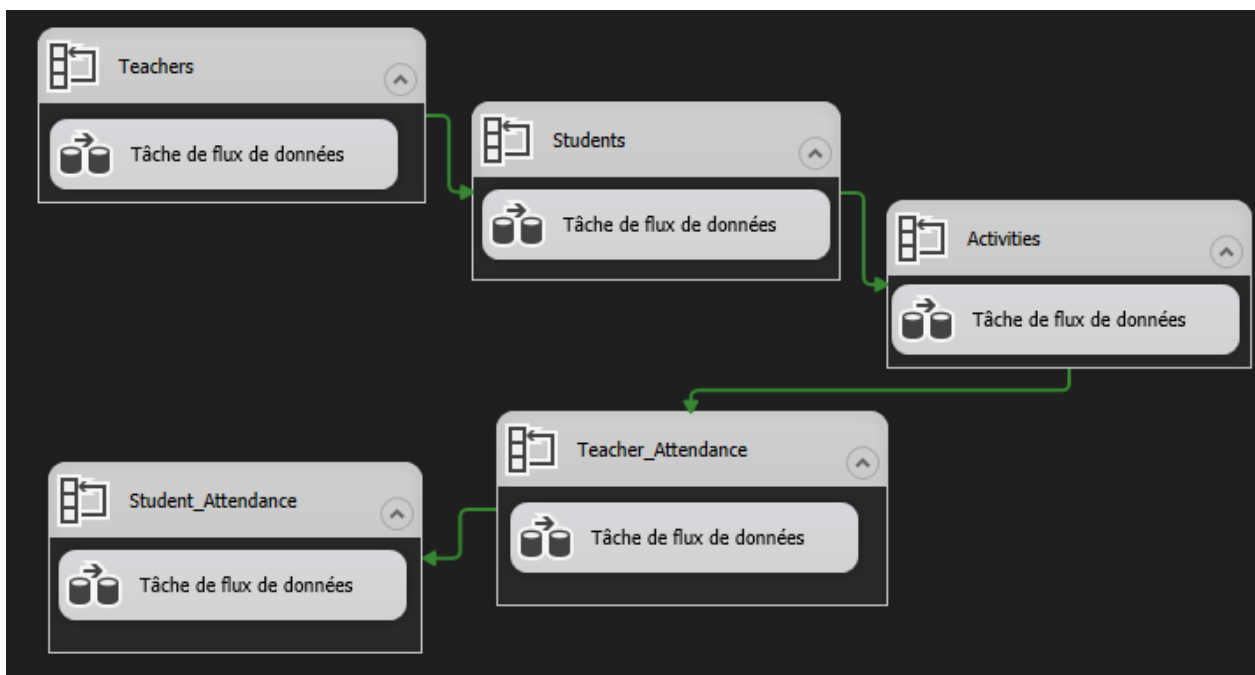 Teachers
Tâche de flux de données
Students
Tâche de flux de données
Activities
Tâche de flux de données
Teacher_Attendance
Tâche de flux de données
Student_Attendance
Tâche de flux de données